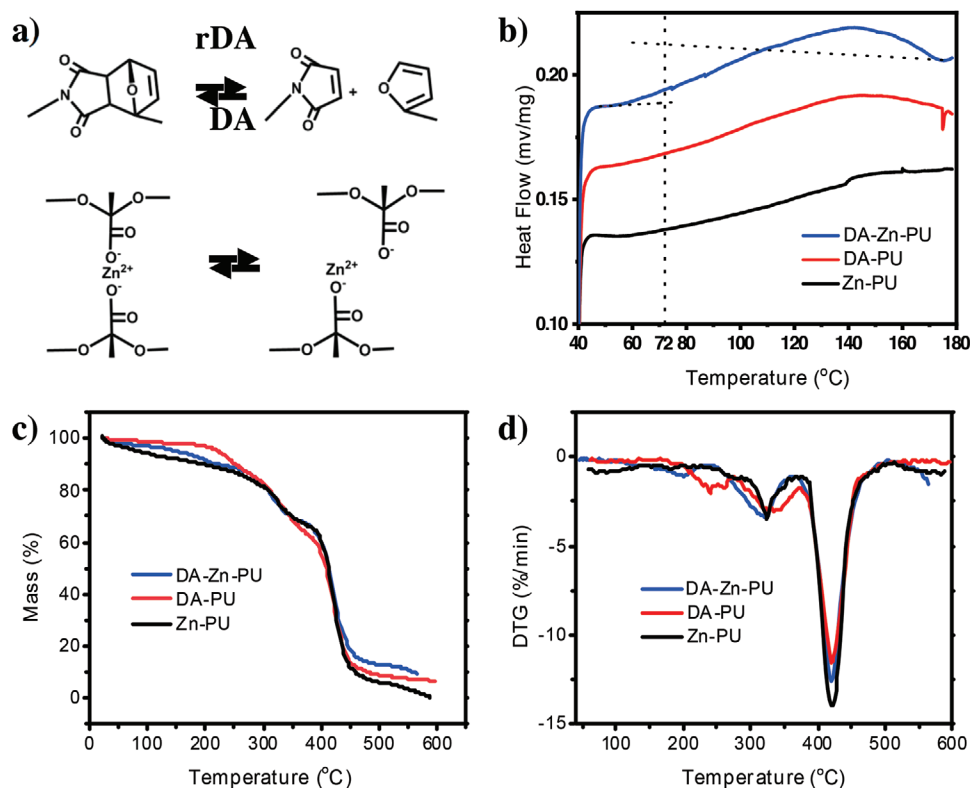 a)
rDA
DA
O
N
O
O
O
N
O
+
O
O
O
O
O-
Zn2+
O-
O
O
O
O
O
O
O-
Zn2+
O-
O
O
O
b)
Heat Flow (mv/mg)
0.20
0.15
0.10
DA-Zn-PU
DA-PU
Zn-PU
40 60 72 80 100 120 140 160 180
Temperature (°C)
c)
Mass (%)
100
80
60
40
20
0
DA-Zn-PU
DA-PU
Zn-PU
0 100 200 300 400 500 600
Temperature (°C)
d)
DTG (%/min)
0
-5
-10
-15
DA-Zn-PU
DA-PU
Zn-PU
100 200 300 400 500 600
Temperature (°C)